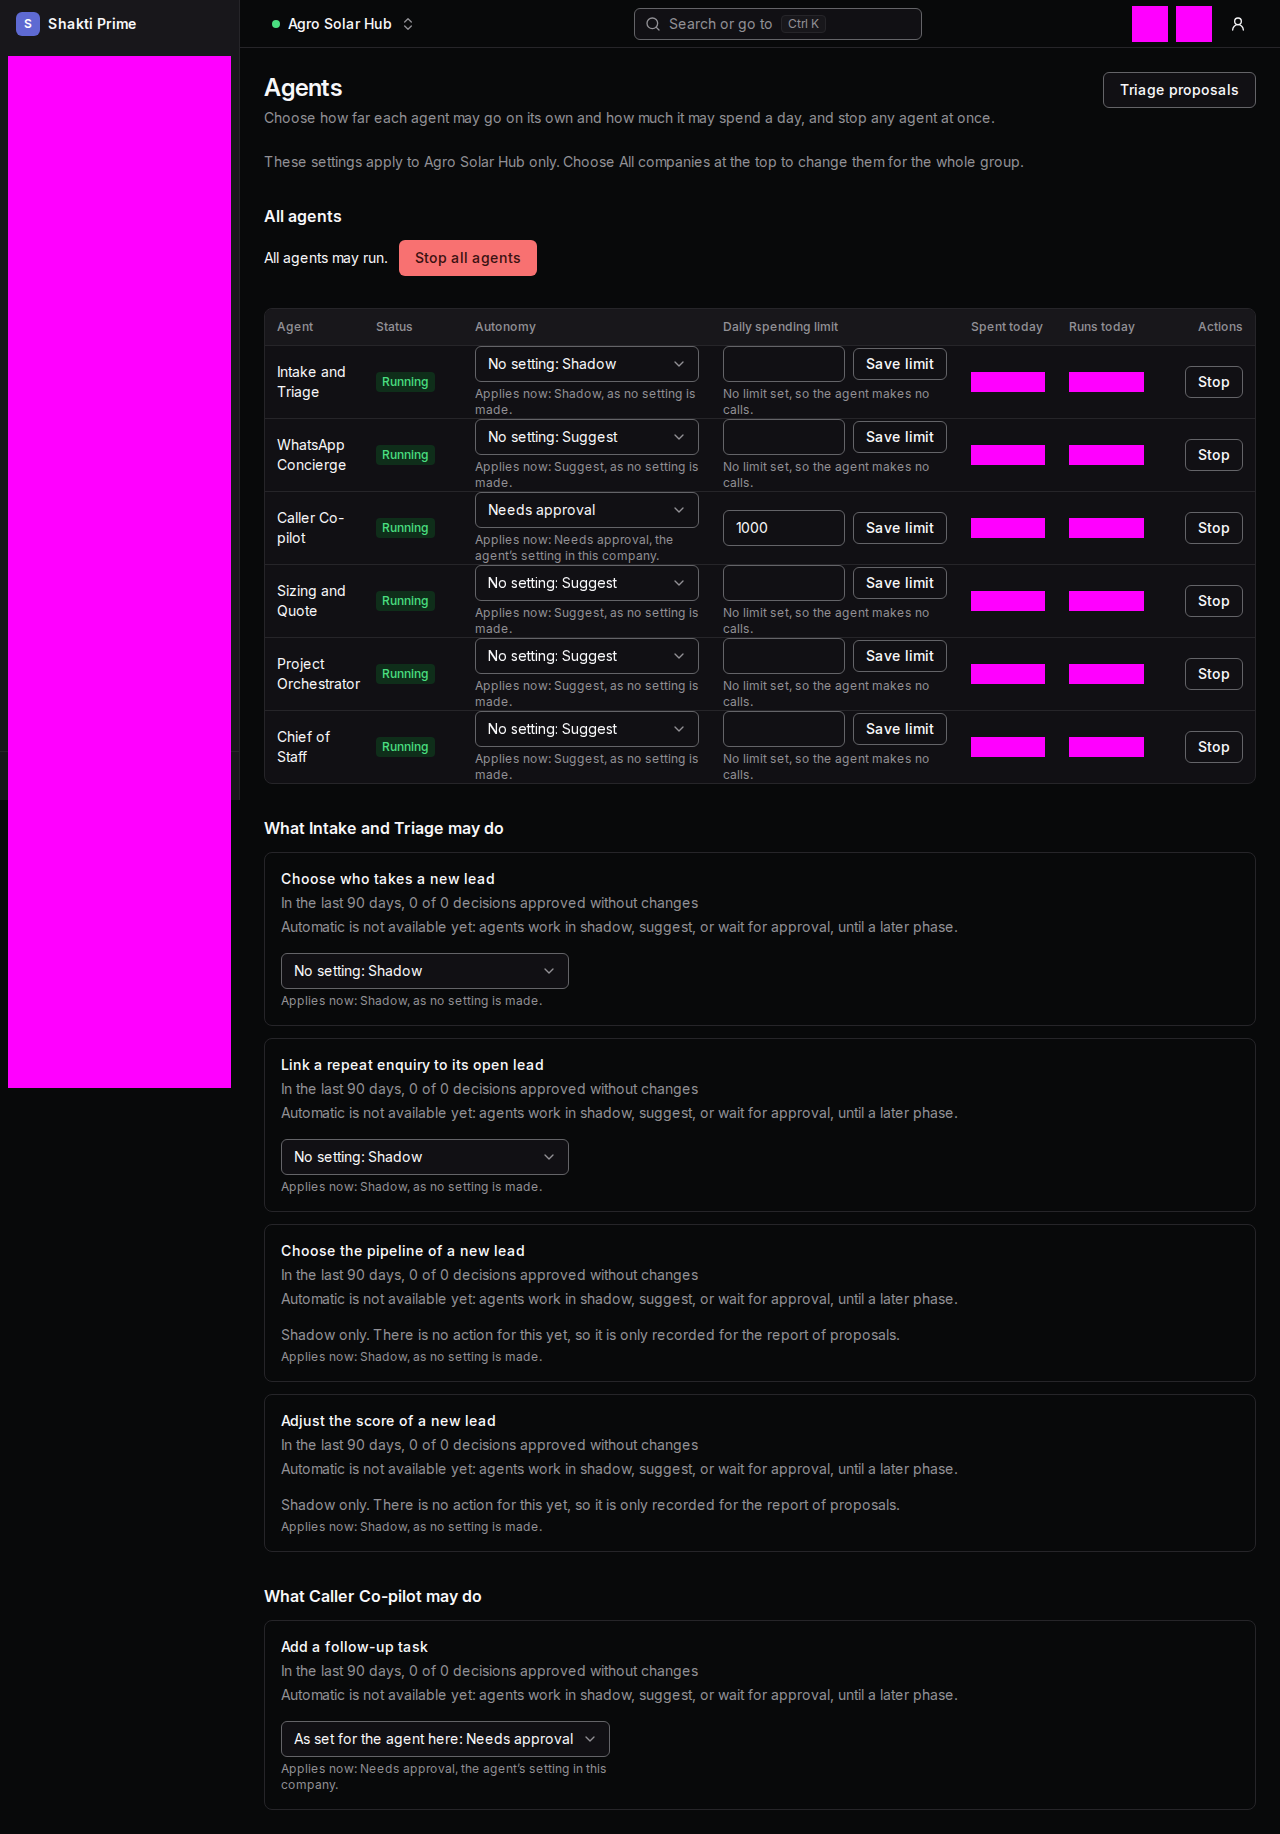 S Shakti Prime
Agro Solar Hub
Search or go to Ctrl K
Agents
Triage proposals
Choose how far each agent may go on its own and how much it may spend a day, and stop any agent at once.
These settings apply to Agro Solar Hub only. Choose All companies at the top to change them for the whole group.
All agents
All agents may run. Stop all agents
Agent Status Autonomy Daily spending limit Spent today Runs today Actions
Intake and
Triage
Running
No setting: Shadow
Applies now: Shadow, as no setting is
made.
Save limit
No limit set, so the agent makes no
calls.
Stop
WhatsApp
Concierge
Running
No setting: Suggest
Applies now: Suggest, as no setting is
made.
Save limit
No limit set, so the agent makes no
calls.
Stop
Caller Co-
pilot
Running
Needs approval
Applies now: Needs approval, the
agent's setting in this company.
1000
Save limit
Stop
Sizing and
Quote
Running
No setting: Suggest
Applies now: Suggest, as no setting is
made.
Save limit
No limit set, so the agent makes no
calls.
Stop
Project
Orchestrator
Running
No setting: Suggest
Applies now: Suggest, as no setting is
made.
Save limit
No limit set, so the agent makes no
calls.
Stop
Chief of
Staff
Running
No setting: Suggest
Applies now: Suggest, as no setting is
made.
Save limit
No limit set, so the agent makes no
calls.
Stop
What Intake and Triage may do
Choose who takes a new lead
In the last 90 days, 0 of 0 decisions approved without changes
Automatic is not available yet: agents work in shadow, suggest, or wait for approval, until a later phase.
No setting: Shadow
Applies now: Shadow, as no setting is made.
Link a repeat enquiry to its open lead
In the last 90 days, 0 of 0 decisions approved without changes
Automatic is not available yet: agents work in shadow, suggest, or wait for approval, until a later phase.
No setting: Shadow
Applies now: Shadow, as no setting is made.
Choose the pipeline of a new lead
In the last 90 days, 0 of 0 decisions approved without changes
Automatic is not available yet: agents work in shadow, suggest, or wait for approval, until a later phase.
Shadow only. There is no action for this yet, so it is only recorded for the report of proposals.
Applies now: Shadow, as no setting is made.
Adjust the score of a new lead
In the last 90 days, 0 of 0 decisions approved without changes
Automatic is not available yet: agents work in shadow, suggest, or wait for approval, until a later phase.
Shadow only. There is no action for this yet, so it is only recorded for the report of proposals.
Applies now: Shadow, as no setting is made.
What Caller Co-pilot may do
Add a follow-up task
In the last 90 days, 0 of 0 decisions approved without changes
Automatic is not available yet: agents work in shadow, suggest, or wait for approval, until a later phase.
As set for the agent here: Needs approval
Applies now: Needs approval, the agent's setting in this
company.